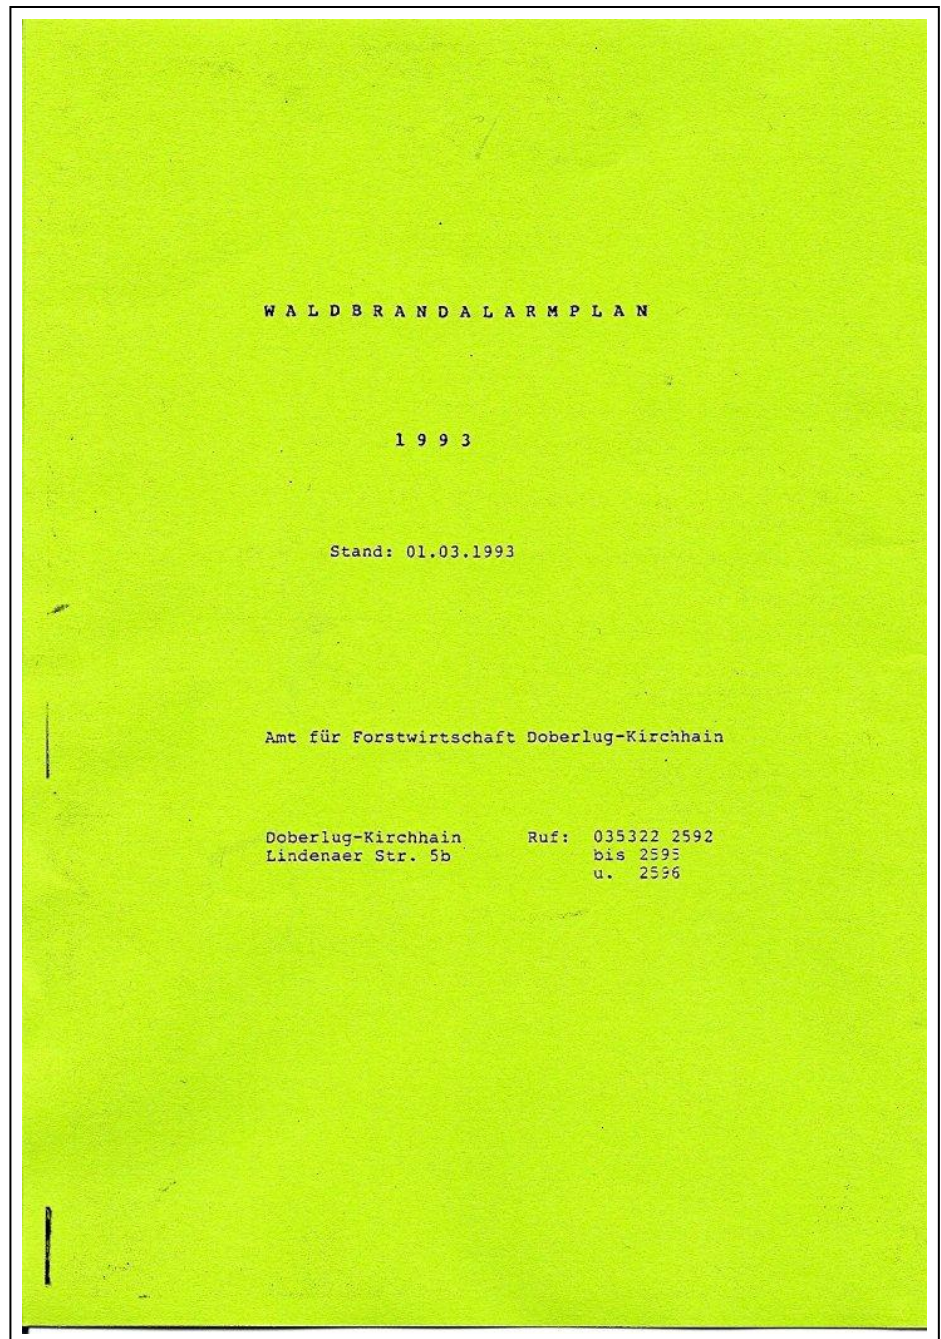 W A L D B R A N D A L A R M P L A N
1 9 9 3
Stand: 01.03.1993
Amt für Forstwirtschaft Doberlug-Kirchhain
Doberlug-Kirchhain Ruf: 035322 2592
Lindenaer Str. 5b bis 2595
u. 2596